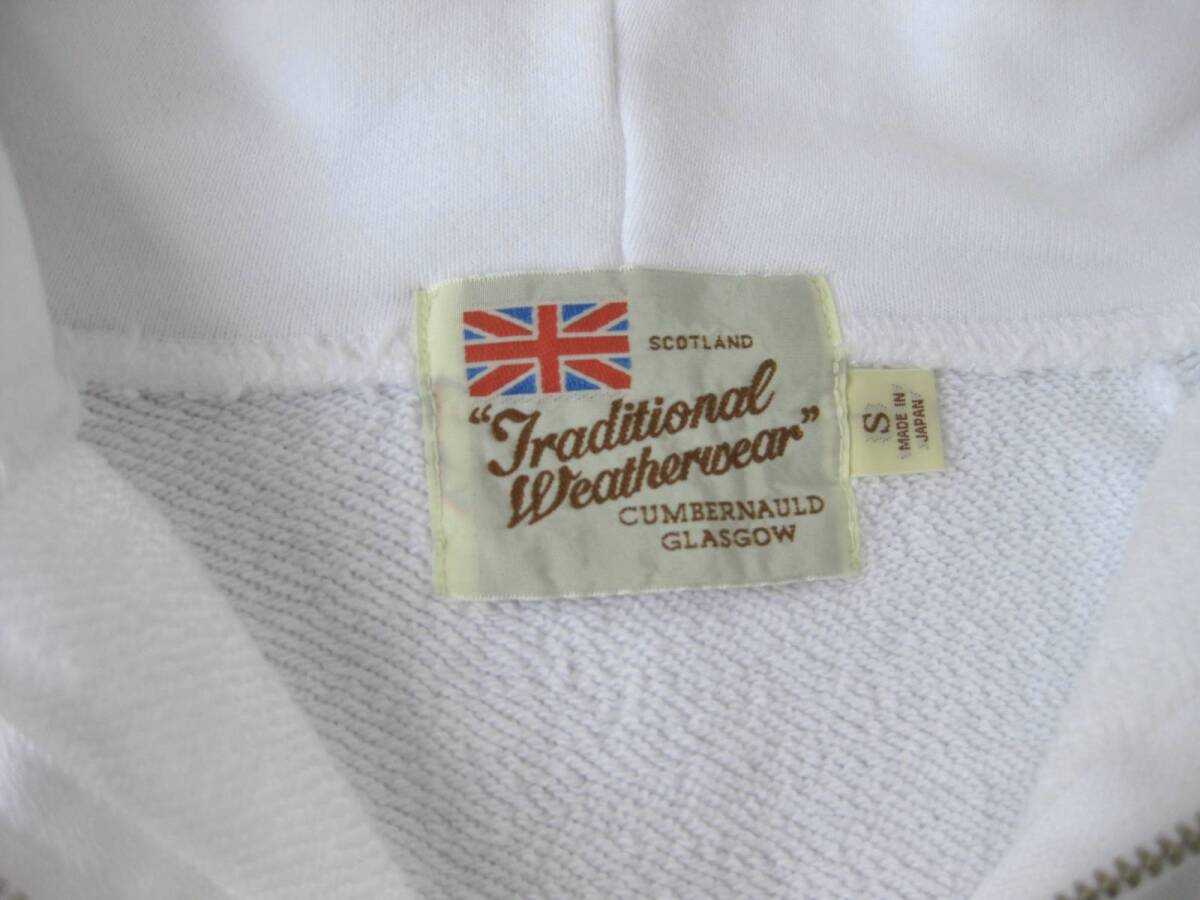 SCOTLAND
"Traditional
Weatherwear"
CUMBERNAULD
GLASGOW
S
MADE IN
JAPAN